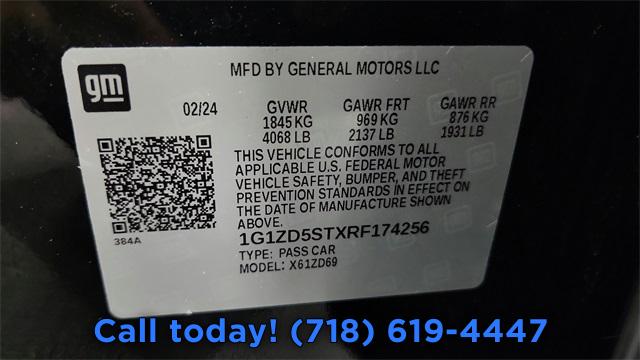 gm
MFD BY GENERAL MOTORS LLC
02/24 GVWR GAWR FRT GAWR RR
1845 KG 969 KG 876 KG
4068 LB 2137 LB 1931 LB
THIS VEHICLE CONFORMS TO ALL
APPLICABLE U.S. FEDERAL MOTOR
VEHICLE SAFETY, BUMPER, AND THEFT
PREVENTION STANDARDS IN EFFECT ON
THE DATE OF MANUFACTURE SHOWN
ABOVE.
384A
1G1ZD5STXRF174256
TYPE: PASS CAR
MODEL: X61ZD69
Call today! (718) 619-4447